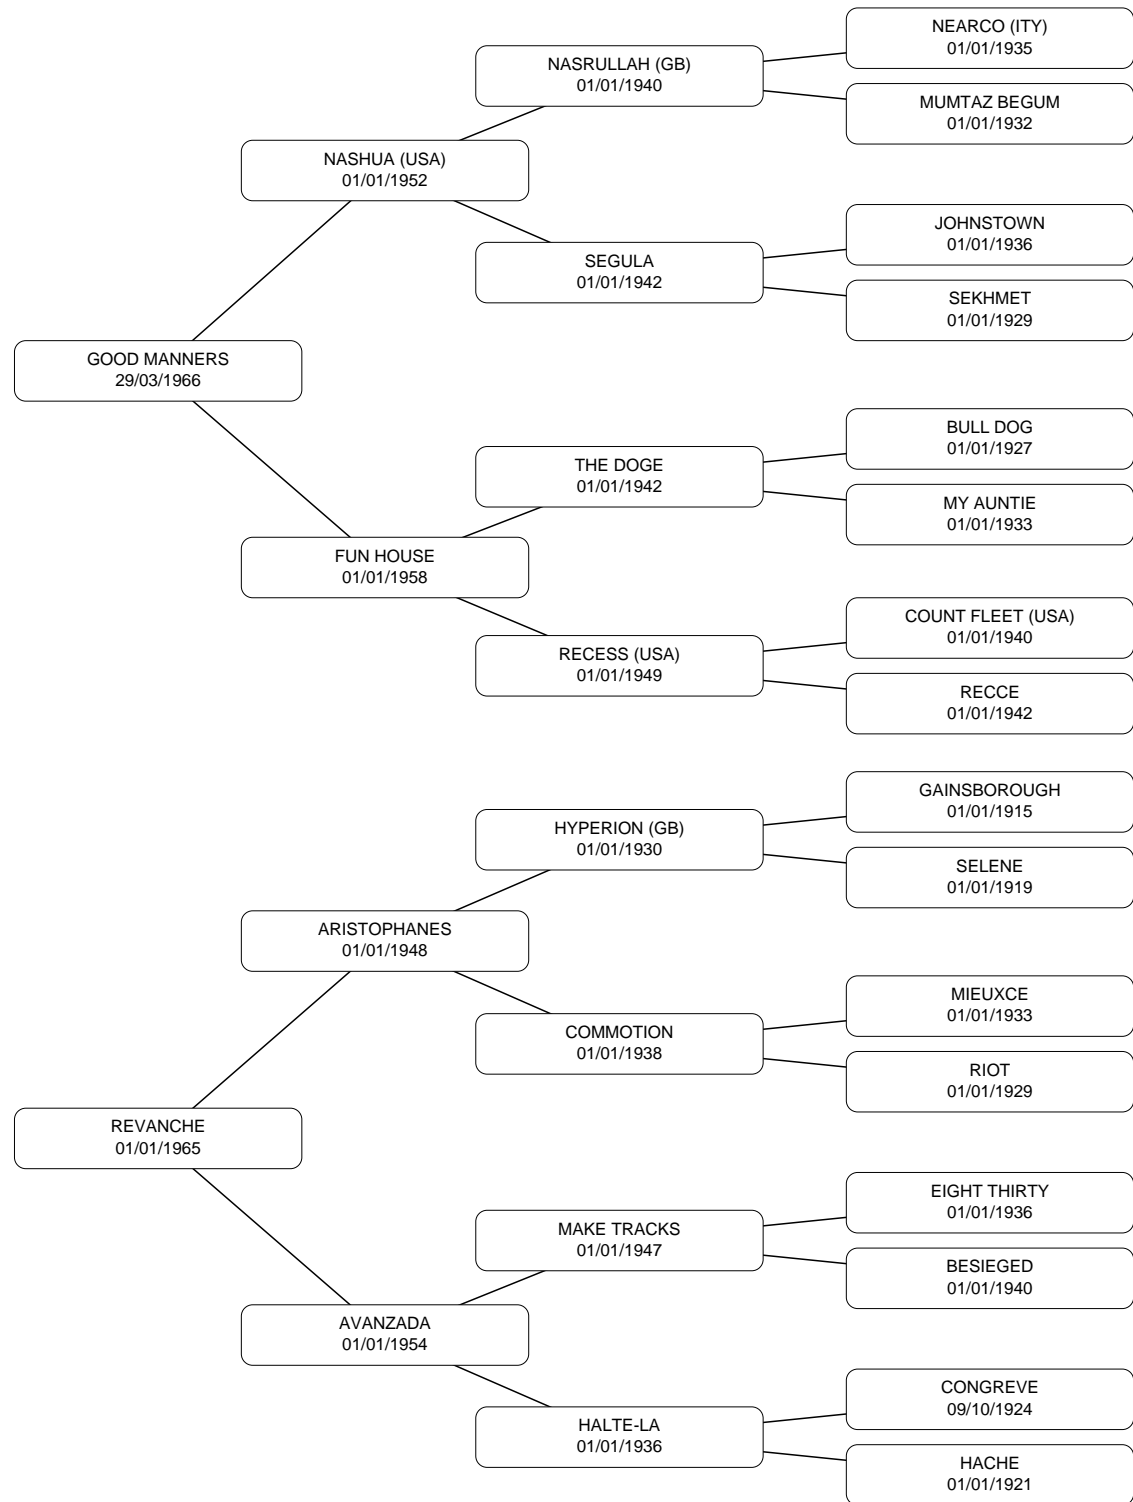 NEARCO (ITY)
01/01/1935
NASRULLAH (GB)
01/01/1940
MUMTAZ BEGUM
01/01/1932
NASHUA (USA)
01/01/1952
JOHNSTOWN
01/01/1936
SEGULA
01/01/1942
SEKHMET
01/01/1929
GOOD MANNERS
29/03/1966
BULL DOG
01/01/1927
THE DOGE
01/01/1942
MY AUNTIE
01/01/1933
FUN HOUSE
01/01/1958
COUNT FLEET (USA)
01/01/1940
RECESS (USA)
01/01/1949
RECCE
01/01/1942
GAINSBOROUGH
01/01/1915
HYPERION (GB)
01/01/1930
SELENE
01/01/1919
ARISTOPHANES
01/01/1948
MIEUXCE
01/01/1933
COMMOTION
01/01/1938
RIOT
01/01/1929
REVANCHE
01/01/1965
EIGHT THIRTY
01/01/1936
MAKE TRACKS
01/01/1947
BESIEGED
01/01/1940
AVANZADA
01/01/1954
CONGREVE
09/10/1924
HALTE-LA
01/01/1936
HACHE
01/01/1921